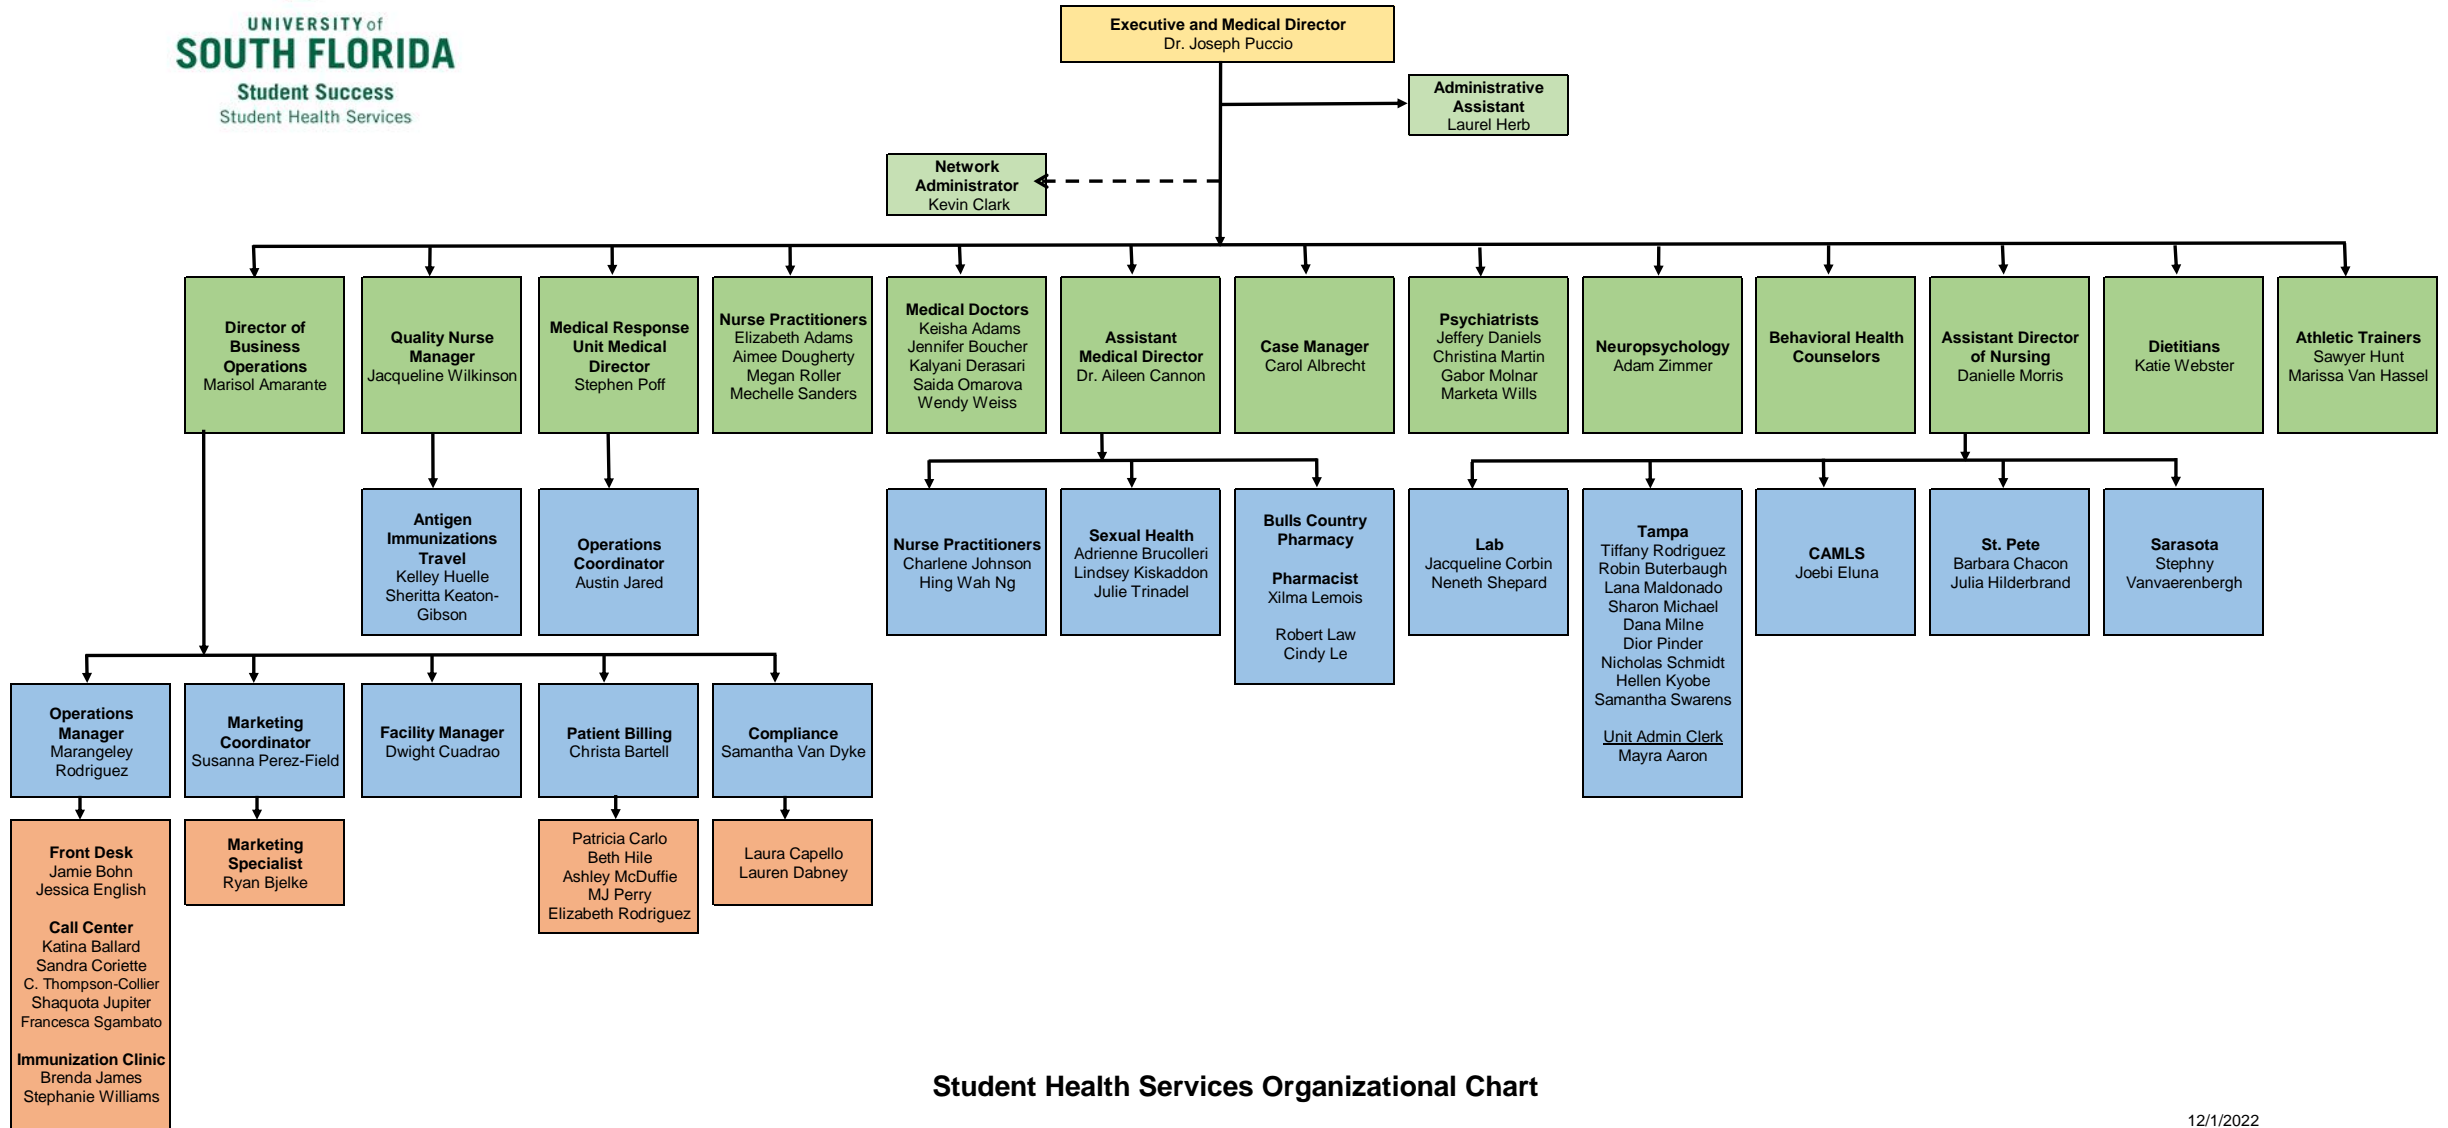 UNIVERSITY of
SOUTH FLORIDA
Student Success
Student Health Services
Executive and Medical Director
Dr. Joseph Puccio
Administrative
Assistant
Laurel Herb
Network
Administrator
Kevin Clark
Director of
Business
Operations
Marisol Amarante
Quality Nurse
Manager
Jacqueline Wilkinson
Medical Response
Unit Medical
Director
Stephen Poff
Nurse Practitioners
Elizabeth Adams
Aimee Dougherty
Megan Roller
Mechelle Sanders
Medical Doctors
Keisha Adams
Jennifer Boucher
Kalyani Derasari
Saida Omarova
Wendy Weiss
Assistant
Medical Director
Dr. Aileen Cannon
Case Manager
Carol Albrecht
Psychiatrists
Jeffery Daniels
Christina Martin
Gabor Molnar
Marketa Wills
Neuropsychology
Adam Zimmer
Behavioral Health
Counselors
Assistant Director
of Nursing
Danielle Morris
Dietitians
Katie Webster
Athletic Trainers
Sawyer Hunt
Marissa Van Hassel
Antigen
Immunizations
Travel
Kelley Huelle
Sheritta Keaton-
Gibson
Operations
Coordinator
Austin Jared
Nurse Practitioners
Charlene Johnson
Hing Wah Ng
Sexual Health
Adrienne Brucolleri
Lindsey Kiskaddon
Julie Trinadel
Bulls Country
Pharmacy
Pharmacist
Xilma Lemois
Robert Law
Cindy Le
Lab
Jacqueline Corbin
Neneth Shepard
Tampa
Tiffany Rodriguez
Robin Buterbaugh
Lana Maldonado
Sharon Michael
Dana Milne
Dior Pinder
Nicholas Schmidt
Hellen Kyobe
Samantha Swarens
Unit Admin Clerk
Mayra Aaron
CAMLS
Joebi Eluna
St. Pete
Barbara Chacon
Julia Hilderbrand
Sarasota
Stephny
Vanvaerenbergh
Operations
Manager
Marangeley
Rodriguez
Marketing
Coordinator
Susanna Perez-Field
Facility Manager
Dwight Cuadrao
Patient Billing
Christa Bartell
Compliance
Samantha Van Dyke
Front Desk
Jamie Bohn
Jessica English
Call Center
Katina Ballard
Sandra Coriette
C. Thompson-Collier
Shaquota Jupiter
Francesca Sgambato
Immunization Clinic
Brenda James
Stephanie Williams
Marketing
Specialist
Ryan Bjelke
Patricia Carlo
Beth Hile
Ashley McDuffie
MJ Perry
Elizabeth Rodriguez
Laura Capello
Lauren Dabney
Student Health Services Organizational Chart
12/1/2022